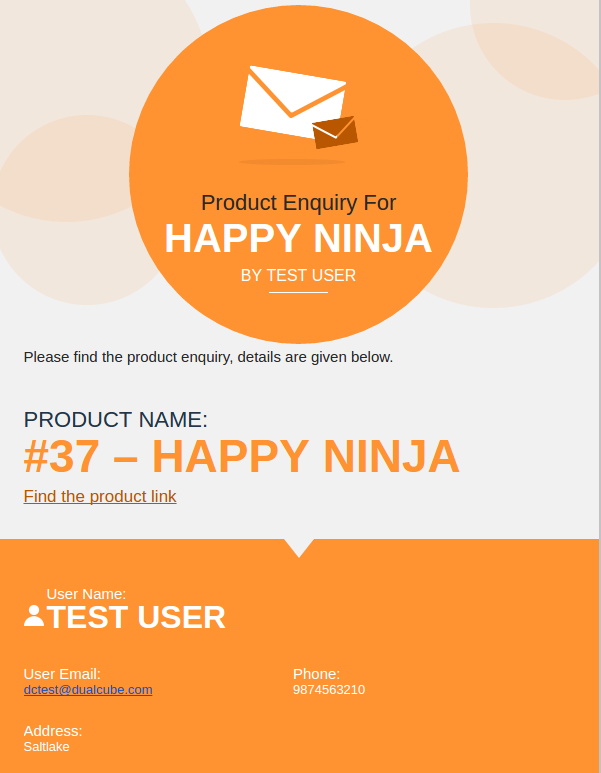 Product Enquiry For
HAPPY NINJA
BY TEST USER
Please find the product enquiry, details are given below.
PRODUCT NAME:
#37 – HAPPY NINJA
Find the product link
User Name:
TEST USER
User Email:
dctest@dualcube.com
Phone:
9874563210
Address:
Saltlake